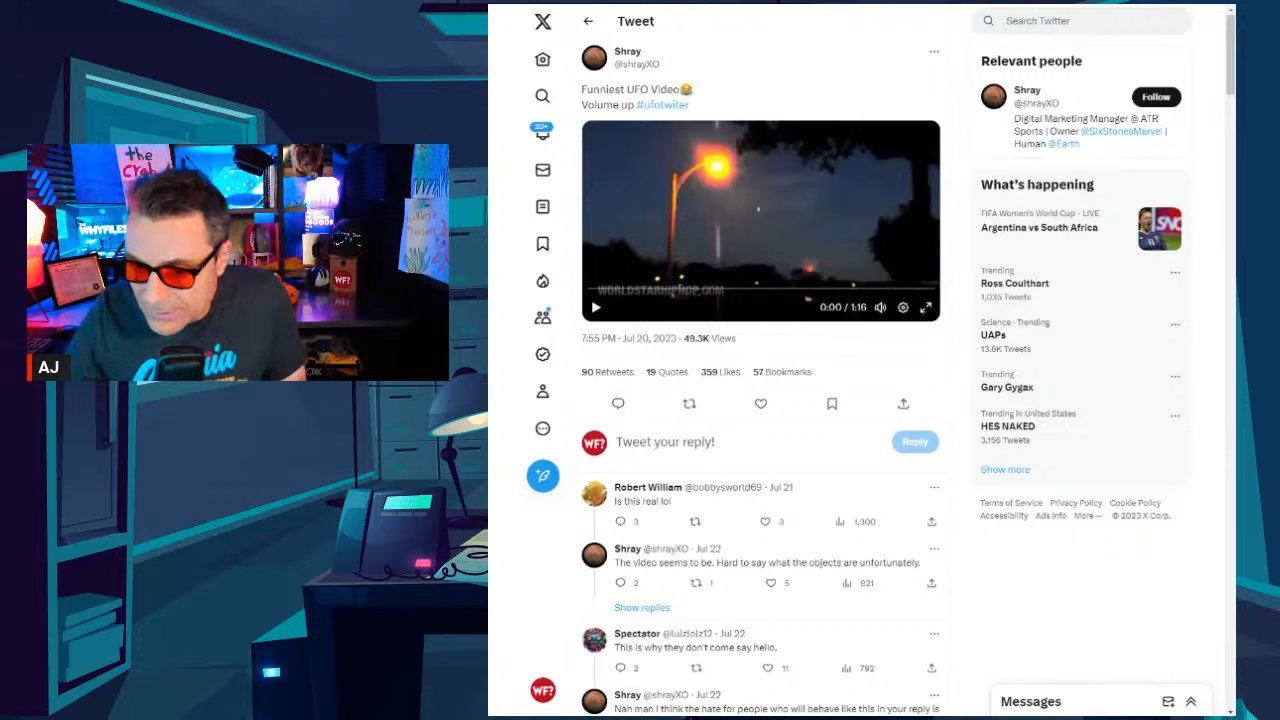 the
Crab
WF?
AJ
Tweet
Shray
@shrayXO
Funniest UFO Video😂
Volume up #ufotwiter
WORLDSTARHIPHOP.COM
0:00 / 1:16
7:55 PM · Jul 20, 2023 · 49.3K Views
90 Retweets 19 Quotes 359 Likes 57 Bookmarks
WF? Tweet your reply! Reply
Robert William @bobbysworld69 · Jul 21
Is this real lol
3 3 1,300
Shray @shrayXO · Jul 22
The video seems to be. Hard to say what the objects are unfortunately.
2 1 5 821
Show replies
Spectator @lulzlolz12 · Jul 22
This is why they don't come say hello.
2 11 792
Shray @shrayXO · Jul 22
Nah man I think the hate for people who will behave like this in your reply is
20+
WF?
Search Twitter
Relevant people
Shray
@shrayXO
Follow
Digital Marketing Manager @ ATR
Sports | Owner @SixStonesMarvel |
Human @Earth
What's happening
FIFA Women's World Cup · LIVE
Argentina vs South Africa
Trending
Ross Coulthart
1,035 Tweets
Science · Trending
UAPs
13.6K Tweets
Trending
Gary Gygax
Trending in United States
HES NAKED
3,156 Tweets
Show more
Terms of Service Privacy Policy Cookie Policy
Accessibility Ads info More ··· © 2023 X Corp.
Messages